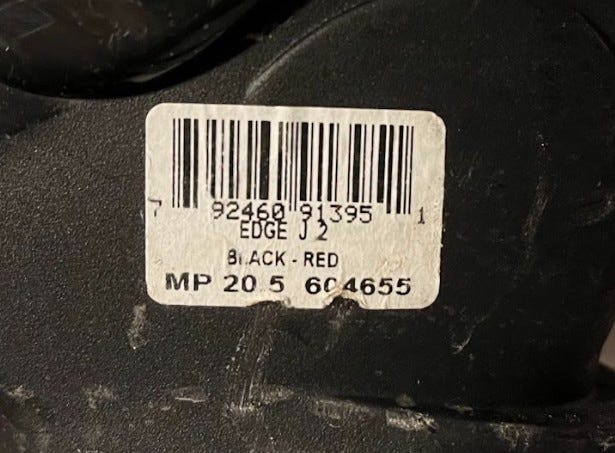 7 92460 91395 1
EDGE J 2
BLACK - RED
MP 20.5 604655